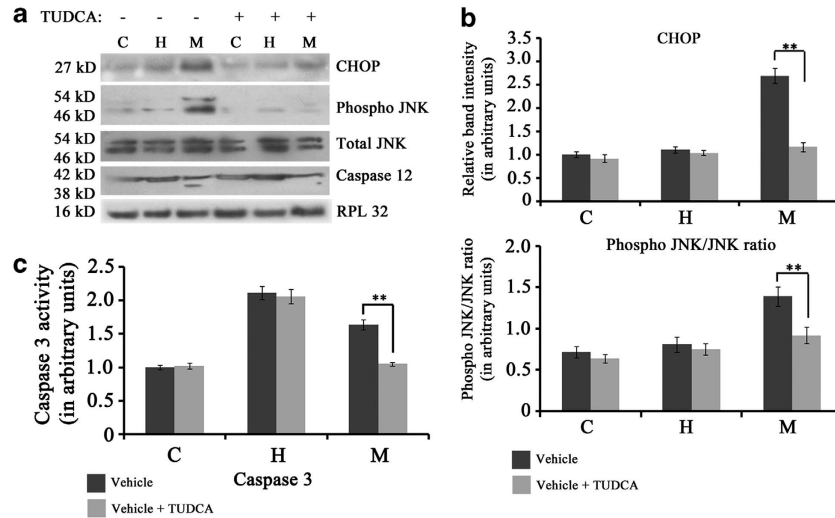 a
TUDCA: - - - + + +
C H M C H M
27 kD CHOP
54 kD
46 kD Phospho JNK
54 kD Total JNK
46 kD
42 kD Caspase 12
38 kD
16 kD RPL 32
b
CHOP
Relative band intensity
(in arbitrary units)
3.5
3.0
2.5
2.0
1.5
1.0
0.5
0
**
C H M
Phospho JNK/JNK ratio
Phospho JNK/JNK ratio
(in arbitrary units)
2.0
1.5
1.0
0.5
0
**
C H M
Vehicle
Vehicle + TUDCA
c
Caspase 3 activity
(in arbitrary units)
2.5
2.0
1.5
1.0
0.5
0
**
C H M
Caspase 3
Vehicle
Vehicle + TUDCA